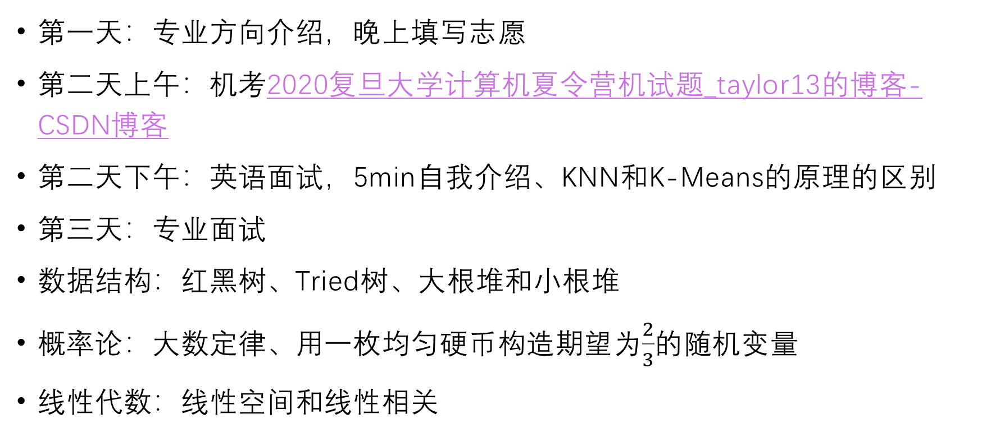 • 第一天：专业方向介绍，晚上填写志愿
• 第二天上午：机考2020复旦大学计算机夏令营机试题_taylor13的博客-
CSDN博客
• 第二天下午：英语面试，5min自我介绍、KNN和K-Means的原理的区别
• 第三天：专业面试
• 数据结构：红黑树、Tried树、大根堆和小根堆
• 概率论：大数定律、用一枚均匀硬币构造期望为2/3的随机变量
• 线性代数：线性空间和线性相关